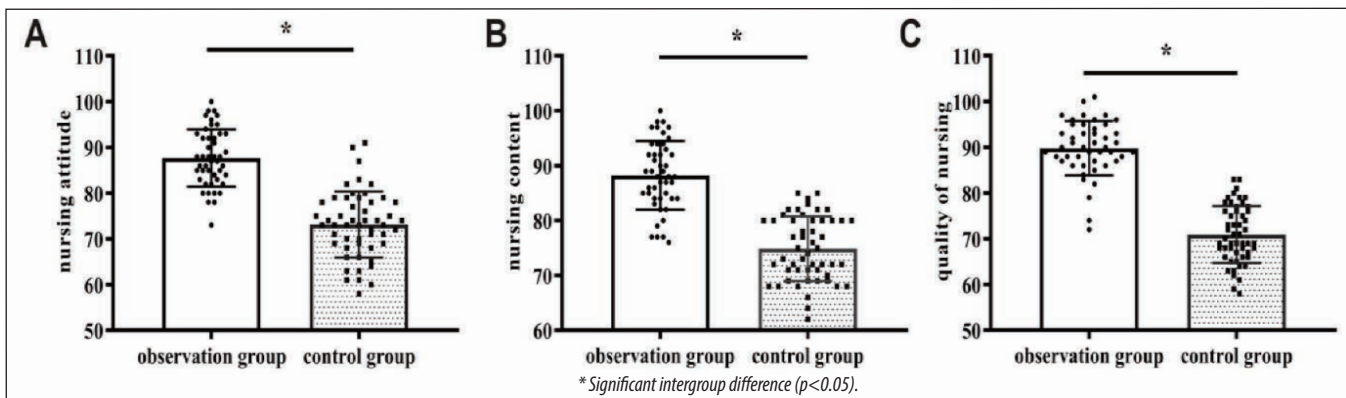 A
*
110
100
90
80
70
60
50
nursing attitude
observation group
control group
B
*
110
100
90
80
70
60
nursing content
observation group
control group
C
*
110
100
90
80
70
60
50
quality of nursing
observation group
control group
* Significant intergroup difference (p<0.05).